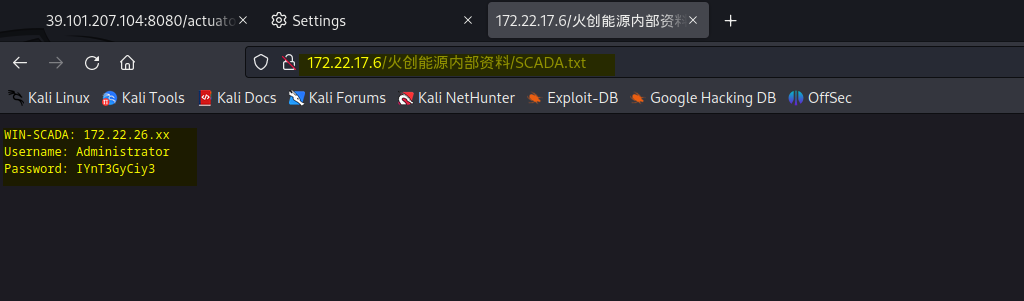 39.101.207.104:8080/actuato
Settings
172.22.17.6/火创能源内部资料
172.22.17.6/火创能源内部资料/SCADA.txt
Kali Linux
Kali Tools
Kali Docs
Kali Forums
Kali NetHunter
Exploit-DB
Google Hacking DB
OffSec
WIN-SCADA: 172.22.26.xx
Username: Administrator
Password: IYnT3GyCiy3